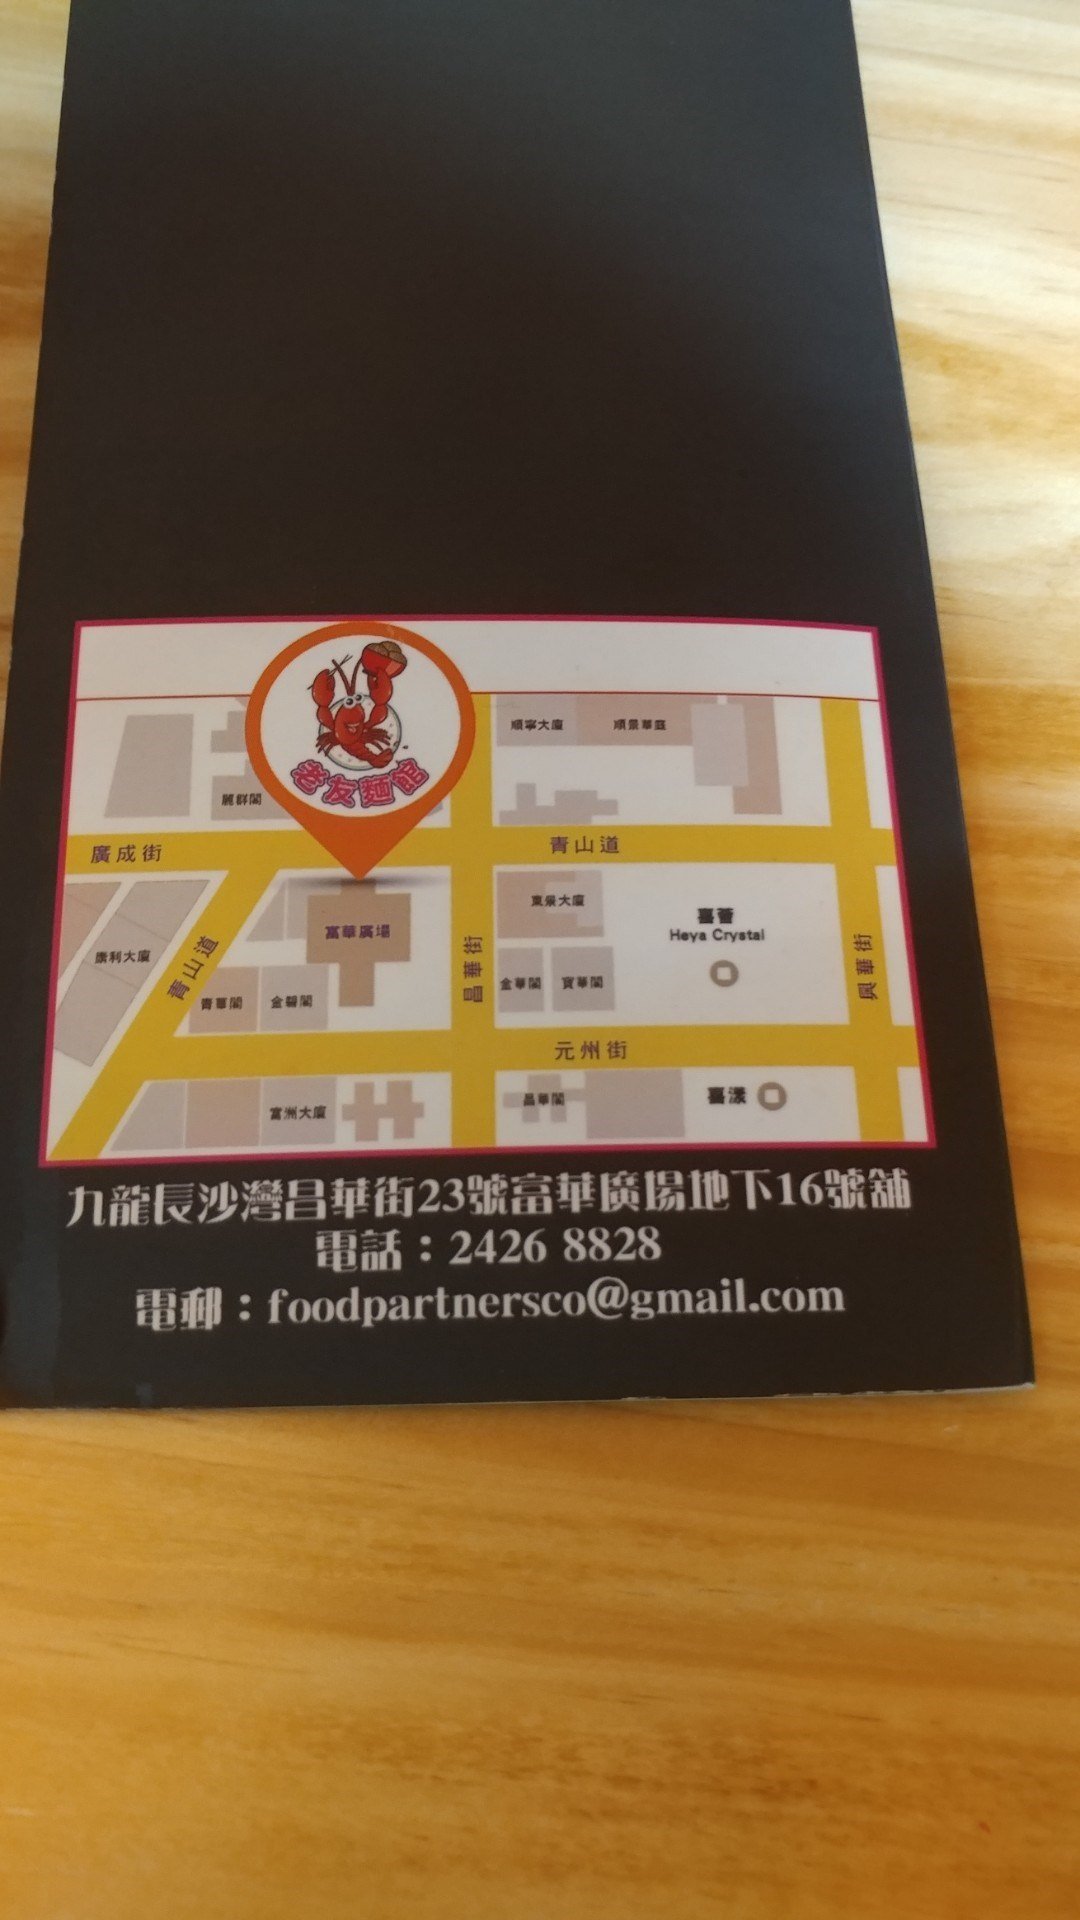 老友麵館
順寧大廈
順景華庭
麗群閣
廣成街
青山道
東景大廈
喜薈
Heya Crystal
富華廣場
康利大廈
青山道
昌華街
興華街
青華閣
金碧閣
金華閣
寶華閣
元州街
富洲大廈
昌華閣
喜漾
九龍長沙灣昌華街23號富華廣場地下16號舖
電話：2426 8828
電郵：foodpartnersco@gmail.com